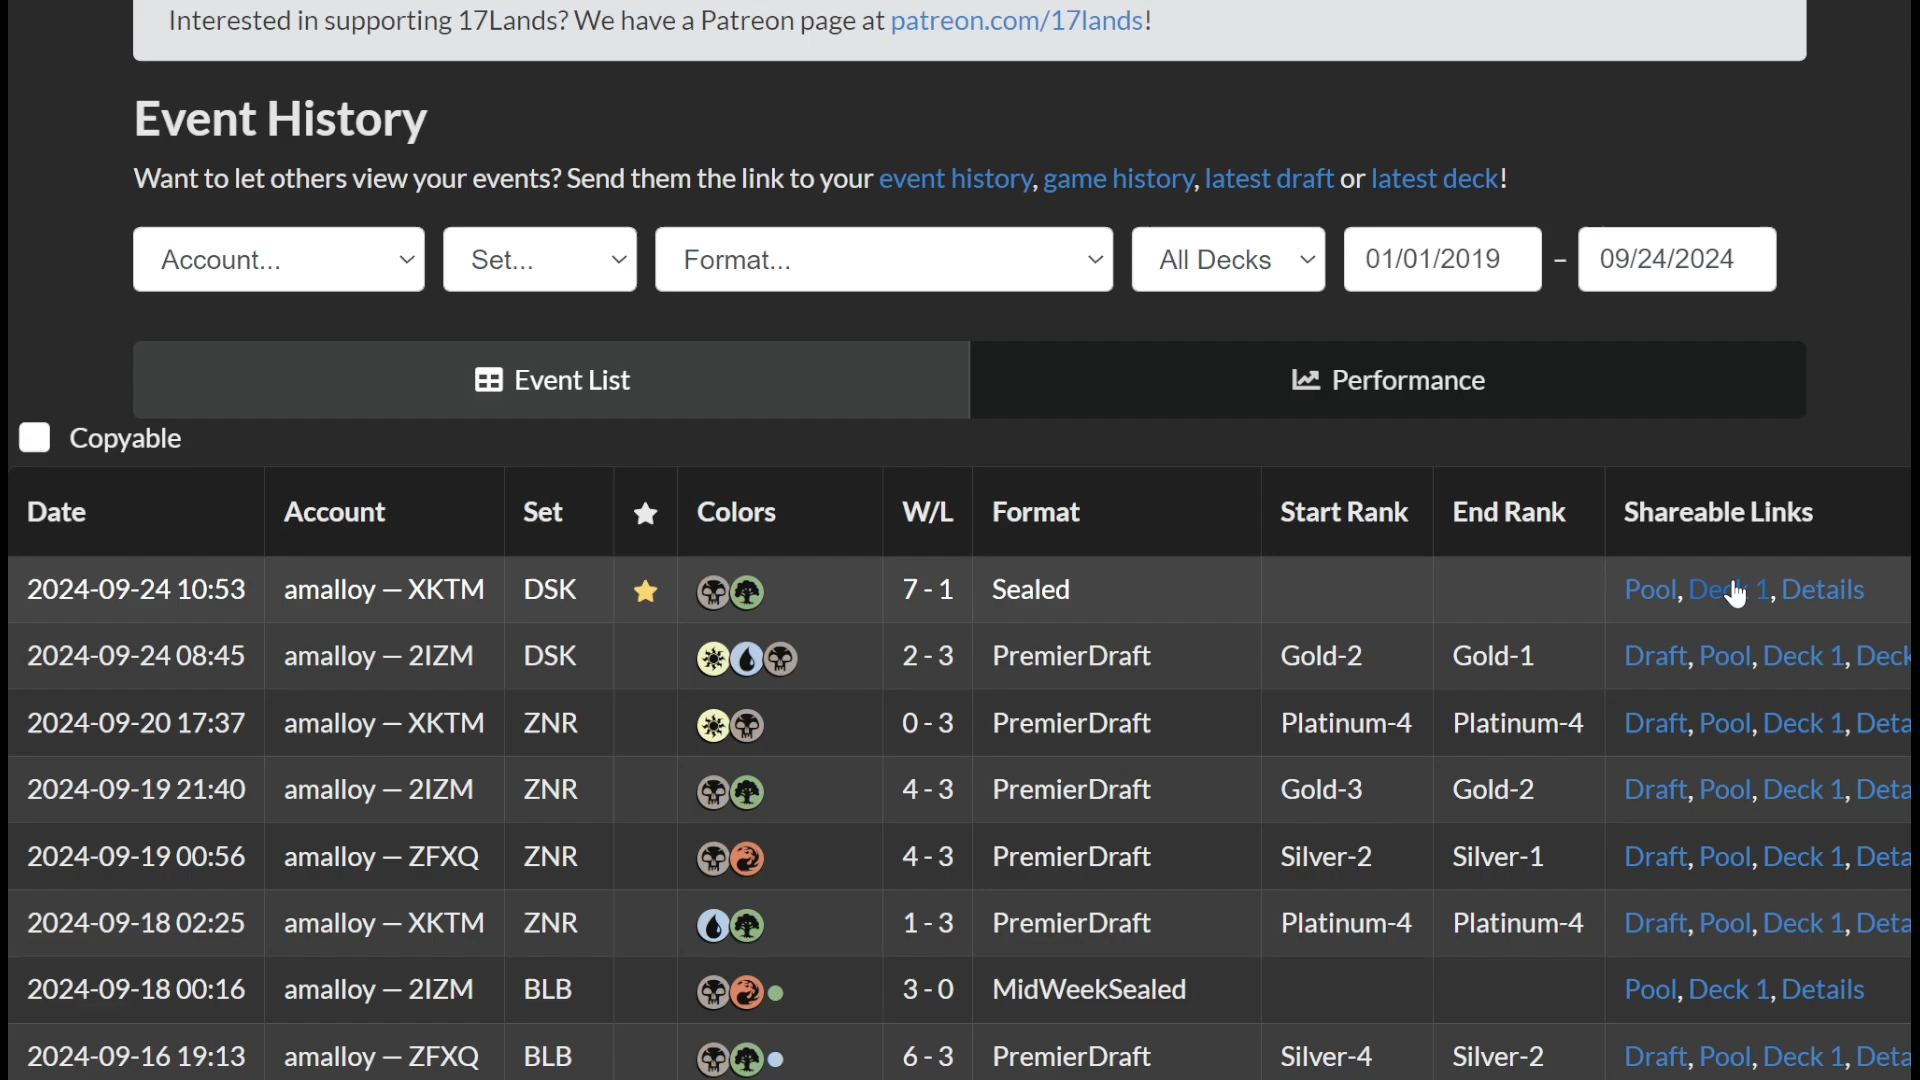 Interested in supporting 17Lands? We have a Patreon page at patreon.com/17lands!
Event History
Want to let others view your events? Send them the link to your event history, game history, latest draft or latest deck!
Account... Set... Format... All Decks 01/01/2019 – 09/24/2024
Event List Performance
Copyable
Date Account Set Colors W/L Format Start Rank End Rank Shareable Links
2024-09-24 10:53 amalloy — XKTM DSK 7 - 1 Sealed Pool, Deck 1, Details
2024-09-24 08:45 amalloy — 2IZM DSK 2 - 3 PremierDraft Gold-2 Gold-1 Draft, Pool, Deck 1, Deck
2024-09-20 17:37 amalloy — XKTM ZNR 0 - 3 PremierDraft Platinum-4 Platinum-4 Draft, Pool, Deck 1, Deta
2024-09-19 21:40 amalloy — 2IZM ZNR 4 - 3 PremierDraft Gold-3 Gold-2 Draft, Pool, Deck 1, Deta
2024-09-19 00:56 amalloy — ZFXQ ZNR 4 - 3 PremierDraft Silver-2 Silver-1 Draft, Pool, Deck 1, Deta
2024-09-18 02:25 amalloy — XKTM ZNR 1 - 3 PremierDraft Platinum-4 Platinum-4 Draft, Pool, Deck 1, Deta
2024-09-18 00:16 amalloy — 2IZM BLB 3 - 0 MidWeekSealed Pool, Deck 1, Details
2024-09-16 19:13 amalloy — ZFXQ BLB 6 - 3 PremierDraft Silver-4 Silver-2 Draft, Pool, Deck 1, Deta